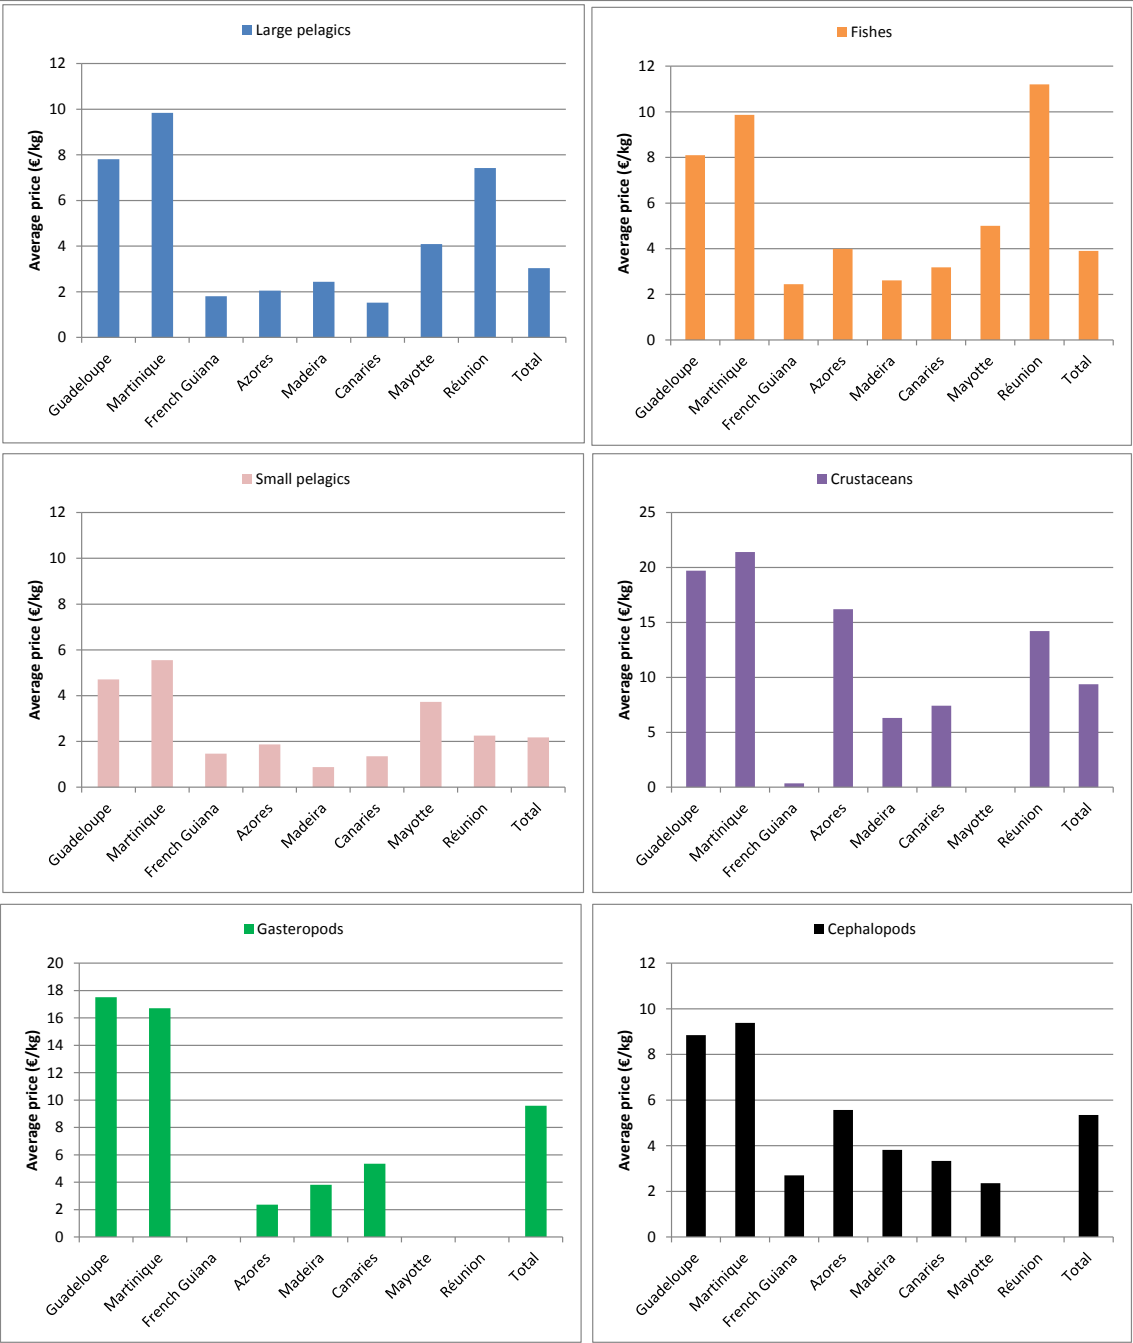 Large pelagics
Average price (€/kg)
12
10
8
6
4
2
0
Guadeloupe
Martinique
French Guiana
Azores
Madeira
Canaries
Mayotte
Réunion
Total
Fishes
Average price (€/kg)
12
10
8
6
4
2
0
Guadeloupe
Martinique
French Guiana
Azores
Madeira
Canaries
Mayotte
Réunion
Total
Small pelagics
Average price (€/kg)
12
10
8
6
4
2
0
Guadeloupe
Martinique
French Guiana
Azores
Madeira
Canaries
Mayotte
Réunion
Total
Crustaceans
Average price (€/kg)
25
20
15
10
5
0
Guadeloupe
Martinique
French Guiana
Azores
Madeira
Canaries
Mayotte
Réunion
Total
Gasteropods
Average price (€/kg)
20
18
16
14
12
10
8
6
4
2
0
Guadeloupe
Martinique
French Guiana
Azores
Madeira
Canaries
Mayotte
Réunion
Total
Cephalopods
Average price (€/kg)
12
10
8
6
4
2
0
Guadeloupe
Martinique
French Guiana
Azores
Madeira
Canaries
Mayotte
Réunion
Total